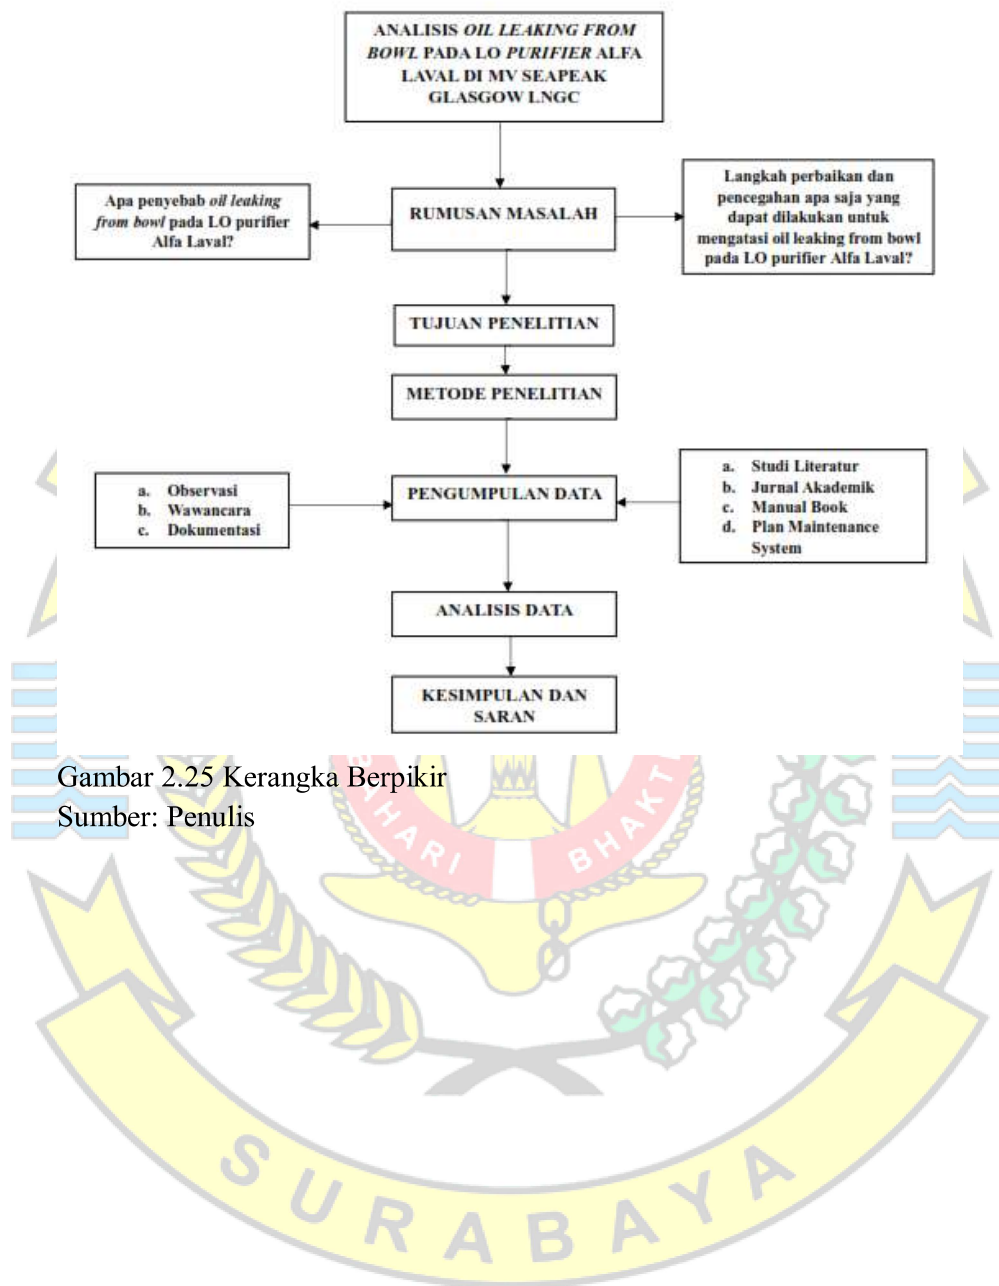 ANALISIS OIL LEAKING FROM
BOWL PADA LO PURIFIER ALFA
LAVAL DI MV SEAPEAK
GLASGOW LNGC
Apa penyebab oil leaking
from bowl pada LO purifier
Alfa Laval?
RUMUSAN MASALAH
Langkah perbaikan dan
pencegahan apa saja yang
dapat dilakukan untuk
mengatasi oil leaking from bowl
pada LO purifier Alfa Laval?
TUJUAN PENELITIAN
METODE PENELITIAN
a. Observasi
b. Wawancara
c. Dokumentasi
PENGUMPULAN DATA
a. Studi Literatur
b. Jurnal Akademik
c. Manual Book
d. Plan Maintenance
System
ANALISIS DATA
KESIMPULAN DAN
SARAN
Gambar 2.25 Kerangka Berpikir
Sumber: Penulis
BAHARI
BHAKT
SURABAYA